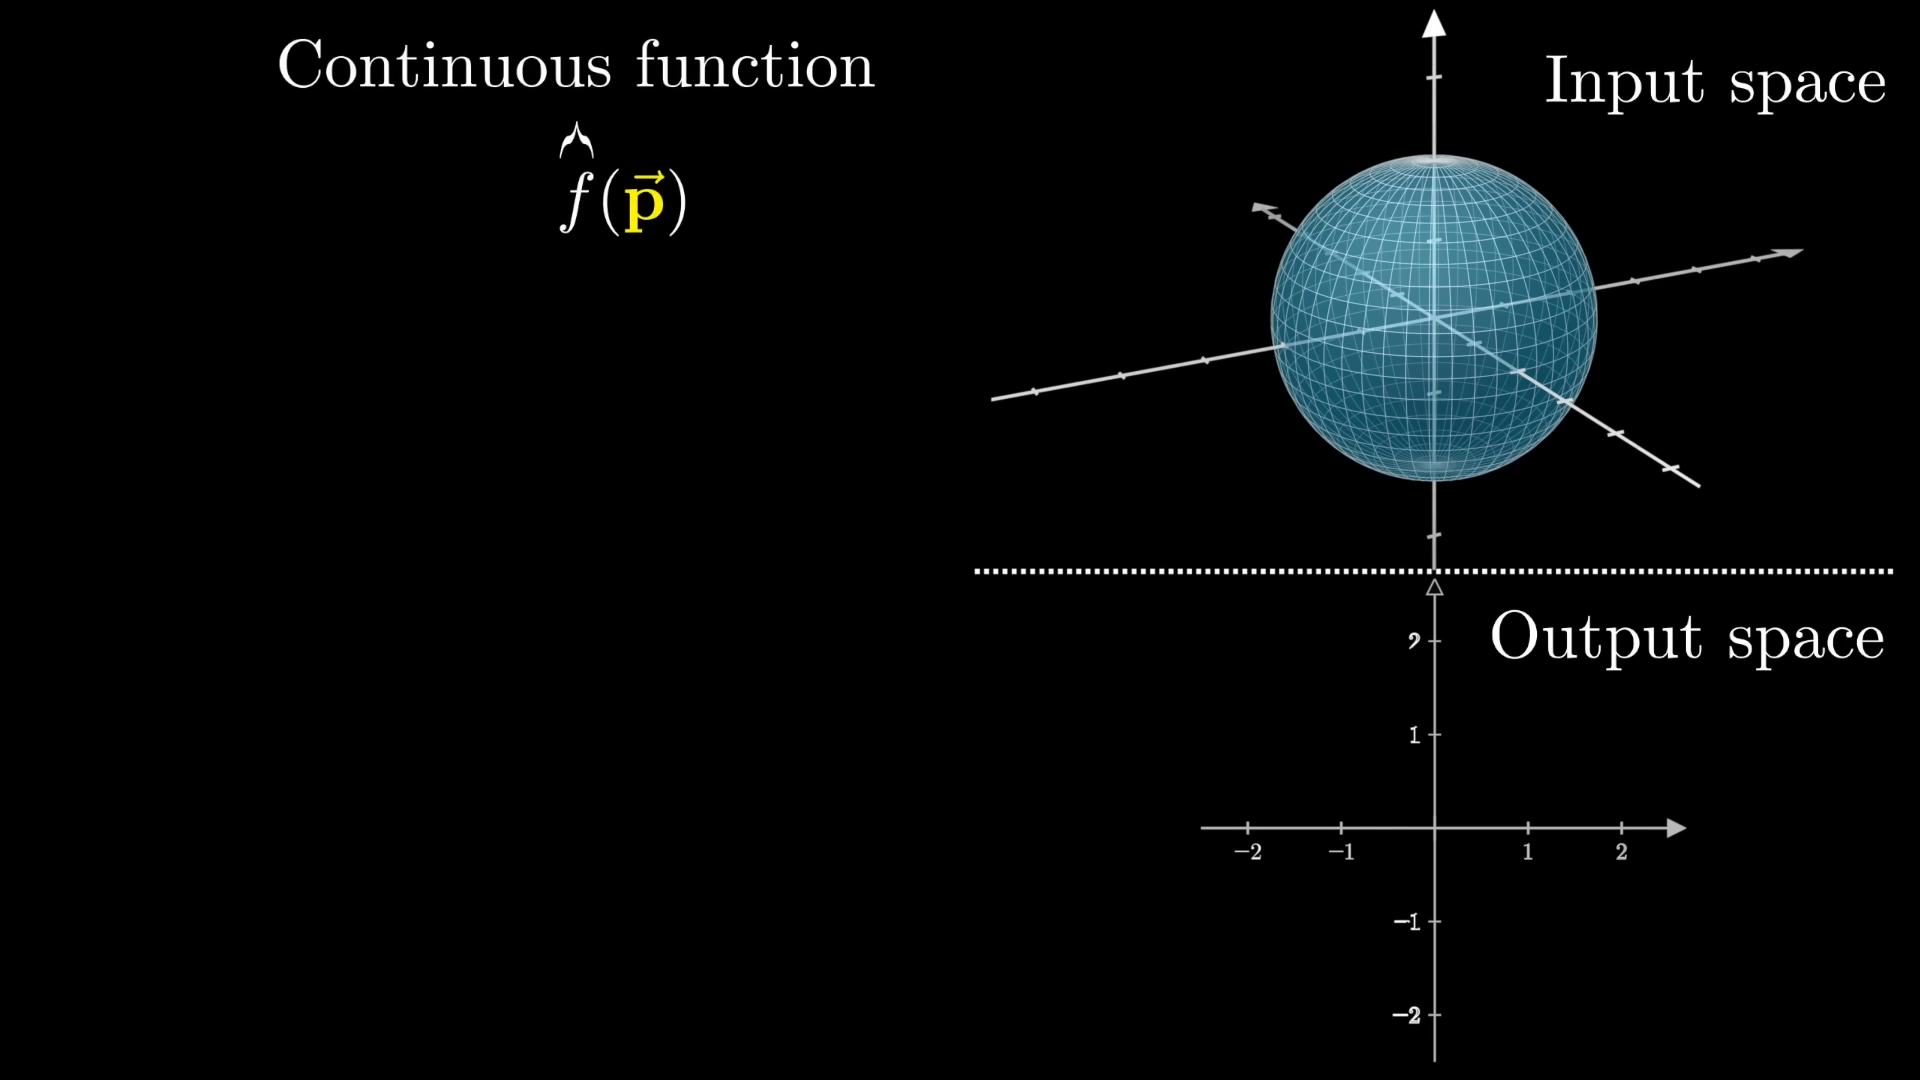 Continuous function
f(p⃗)
Input space
Output space
2
1
−2 −1 1 2
−1
−2